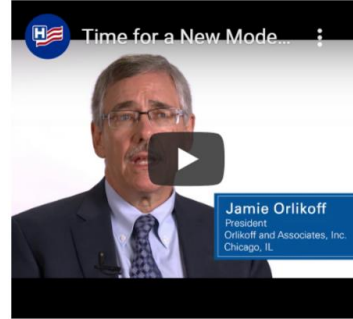 H
Time for a New Mode...
Jamie Orlikoff
President
Orlikoff and Associates, Inc.
Chicago, IL